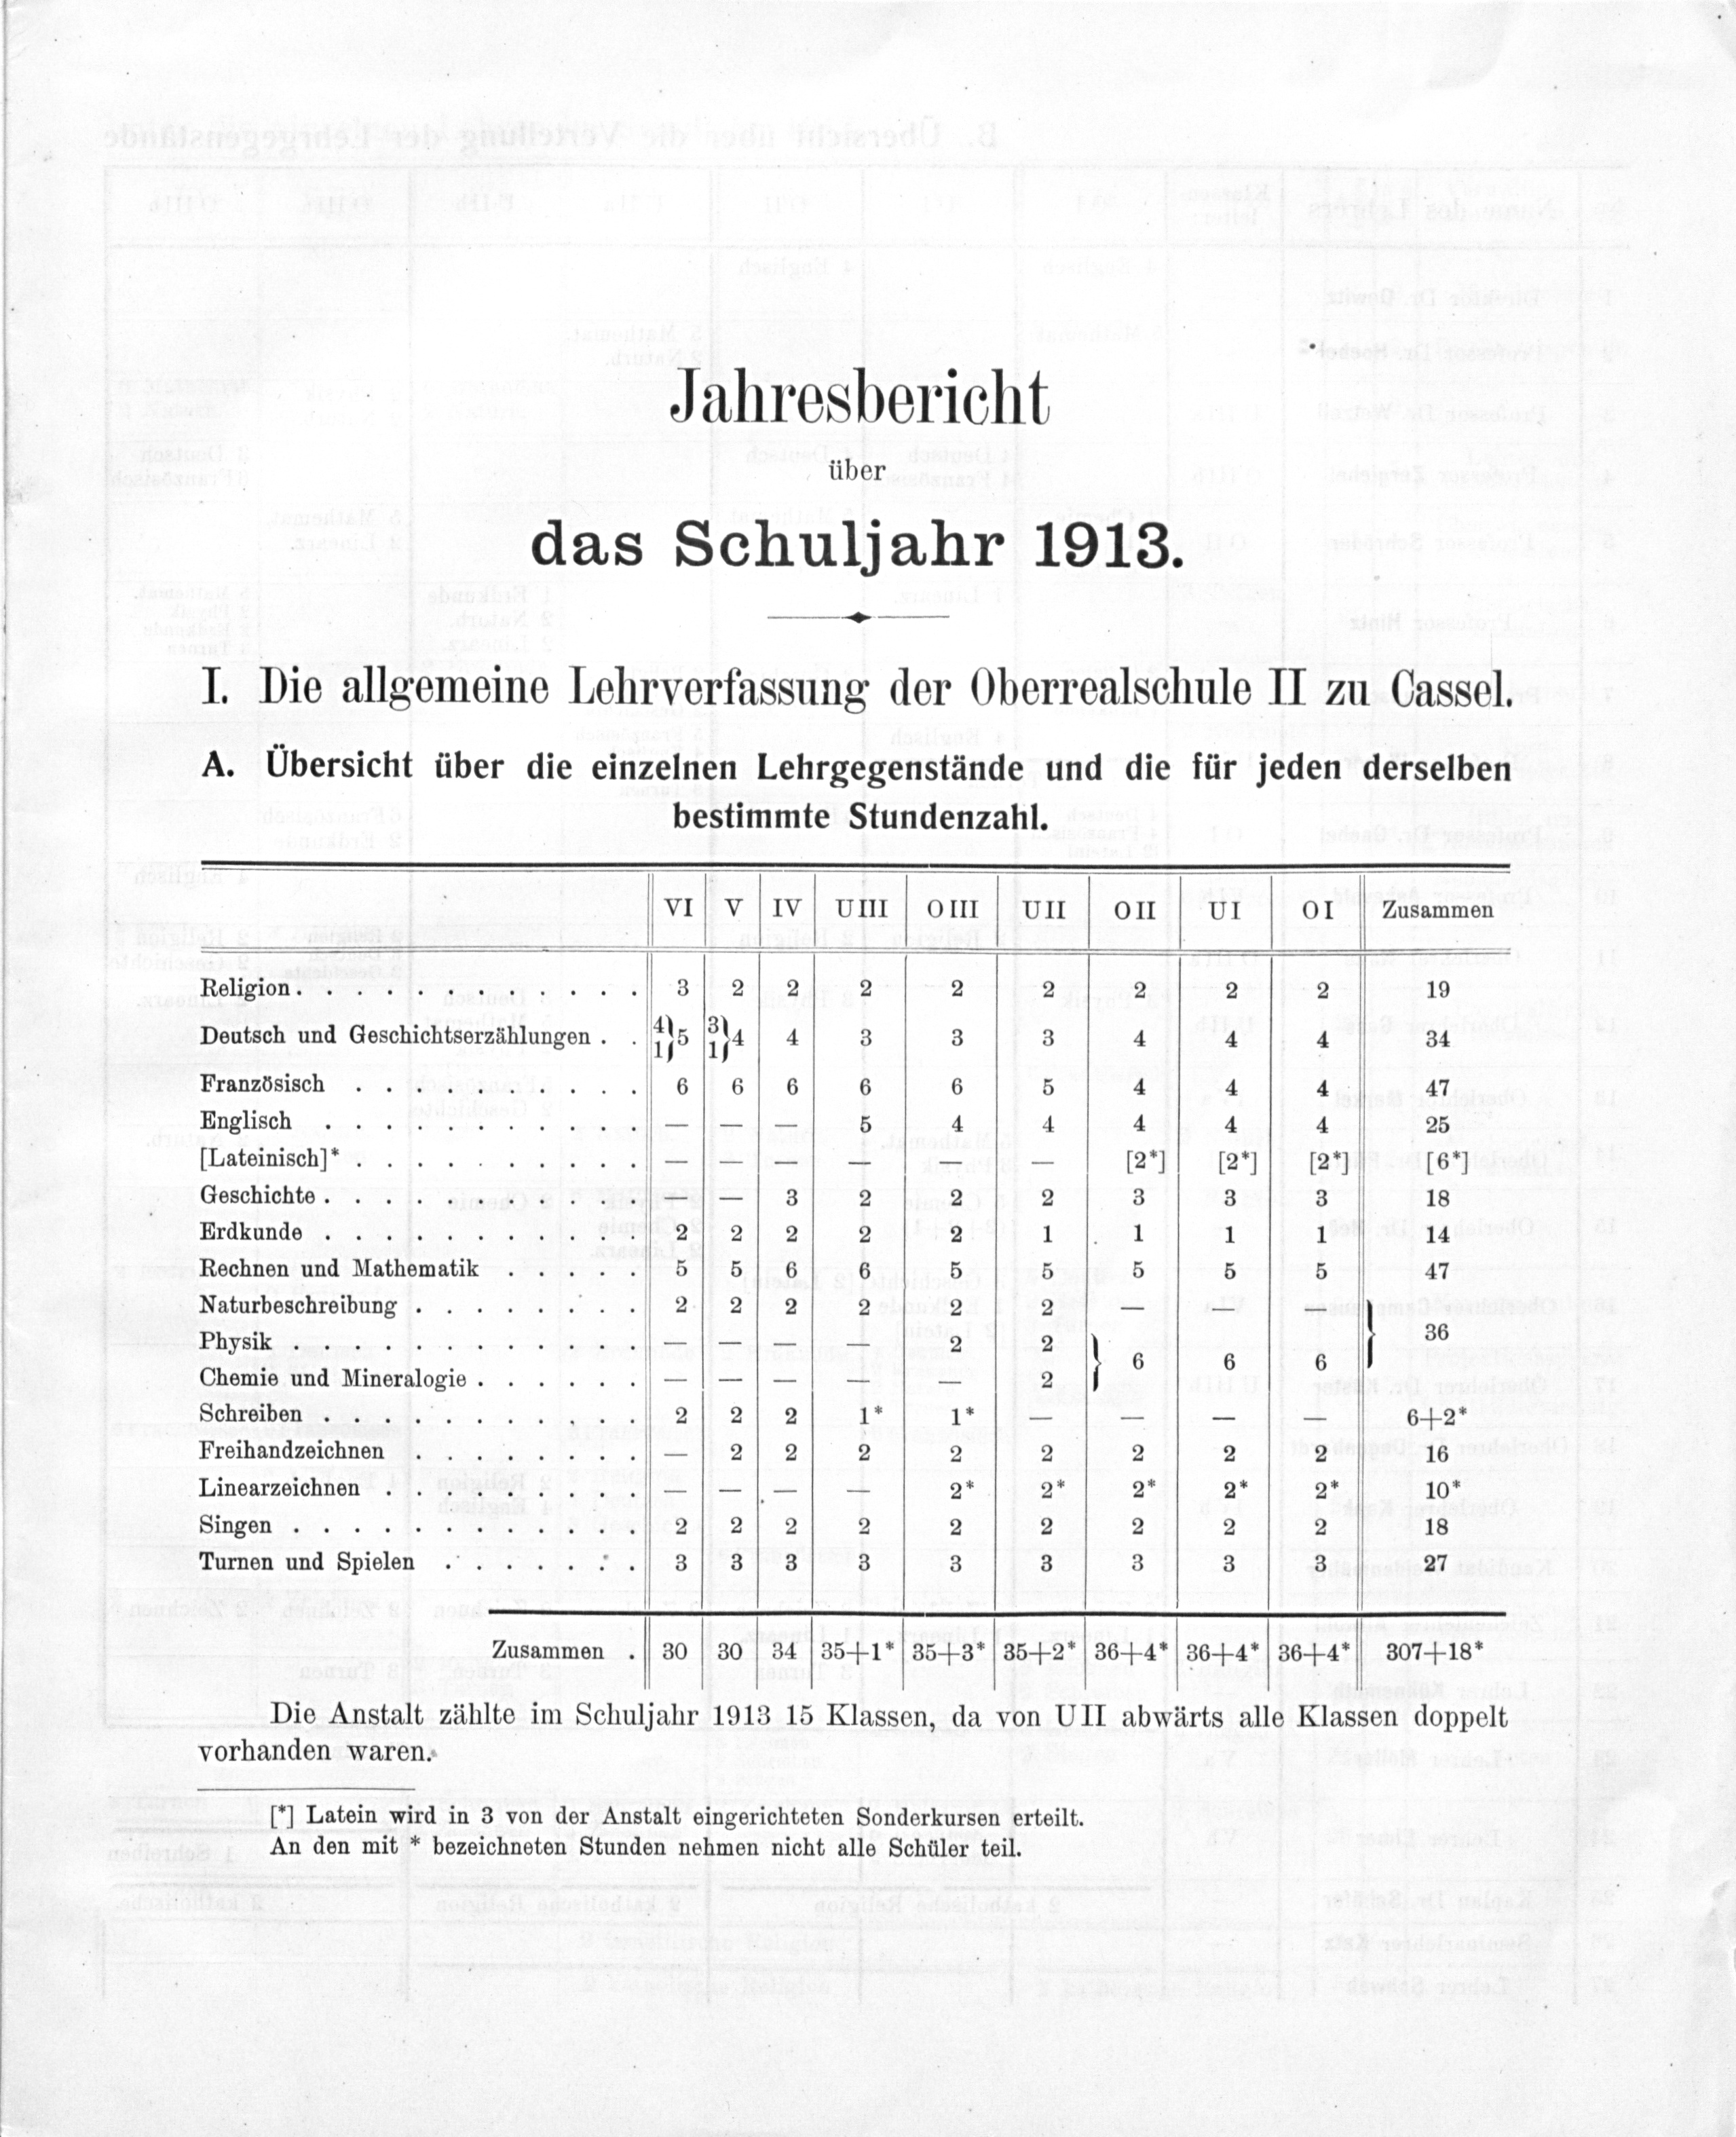 Jahresbericht
über
das Schuljahr 1913.
I. Die allgemeine Lehrverfassung der Oberrealschule II zu Cassel.
A. Übersicht über die einzelnen Lehrgegenstände und die für jeden derselben
bestimmte Stundenzahl.
VI V IV UIII OIII UII OII UI OI Zusammen
Religion . . . . . . . . . . . . 3 2 2 2 2 2 2 2 2 19
Deutsch und Geschichtserzählungen . . 4 1 } 5 3 1 } 4 4 3 3 3 4 4 4 34
Französisch . . . . . . . . . . 6 6 6 6 6 5 4 4 4 47
Englisch . . . . . . . . . . . — — — 5 4 4 4 4 4 25
[Lateinisch]* . . . . . . . . . . — — — — — — [2*] [2*] [2*] [6*]
Geschichte . . . . . . . . . . . — — 3 2 2 2 3 3 3 18
Erdkunde . . . . . . . . . . . 2 2 2 2 2 1 1 1 1 14
Rechnen und Mathematik . . . . . 5 5 6 6 5 5 5 5 5 47
Naturbeschreibung . . . . . . . . 2 2 2 2 2 2 — — — } 36
Physik . . . . . . . . . . . . — — — — 2 2 } 6 6 6
Chemie und Mineralogie . . . . . . — — — — — 2
Schreiben . . . . . . . . . . . 2 2 2 1* 1* — — — — 6+2*
Freihandzeichnen . . . . . . . . — 2 2 2 2 2 2 2 2 16
Linearzeichnen . . . . . . . . . — — — — 2* 2* 2* 2* 2* 10*
Singen . . . . . . . . . . . . 2 2 2 2 2 2 2 2 2 18
Turnen und Spielen . . . . . . . 3 3 3 3 3 3 3 3 3 27
Zusammen . 30 30 34 35+1* 35+3* 35+2* 36+4* 36+4* 36+4* 307+18*
Die Anstalt zählte im Schuljahr 1913 15 Klassen, da von UII abwärts alle Klassen doppelt
vorhanden waren.
[*] Latein wird in 3 von der Anstalt eingerichteten Sonderkursen erteilt.
An den mit * bezeichneten Stunden nehmen nicht alle Schüler teil.